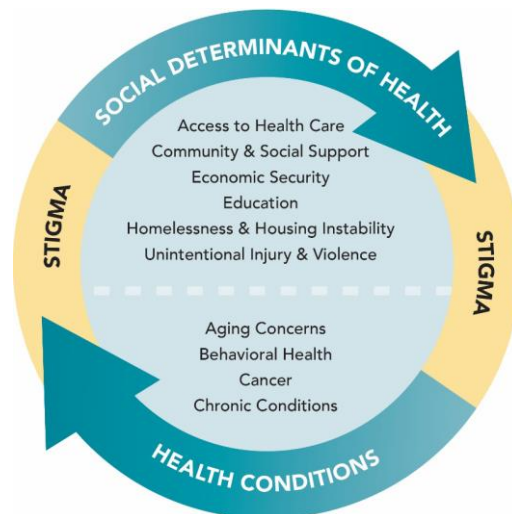 SOCIAL DETERMINANTS OF HEALTH
Access to Health Care
Community & Social Support
Economic Security
Education
Homelessness & Housing Instability
Unintentional Injury & Violence
STIGMA
STIGMA
Aging Concerns
Behavioral Health
Cancer
Chronic Conditions
HEALTH CONDITIONS